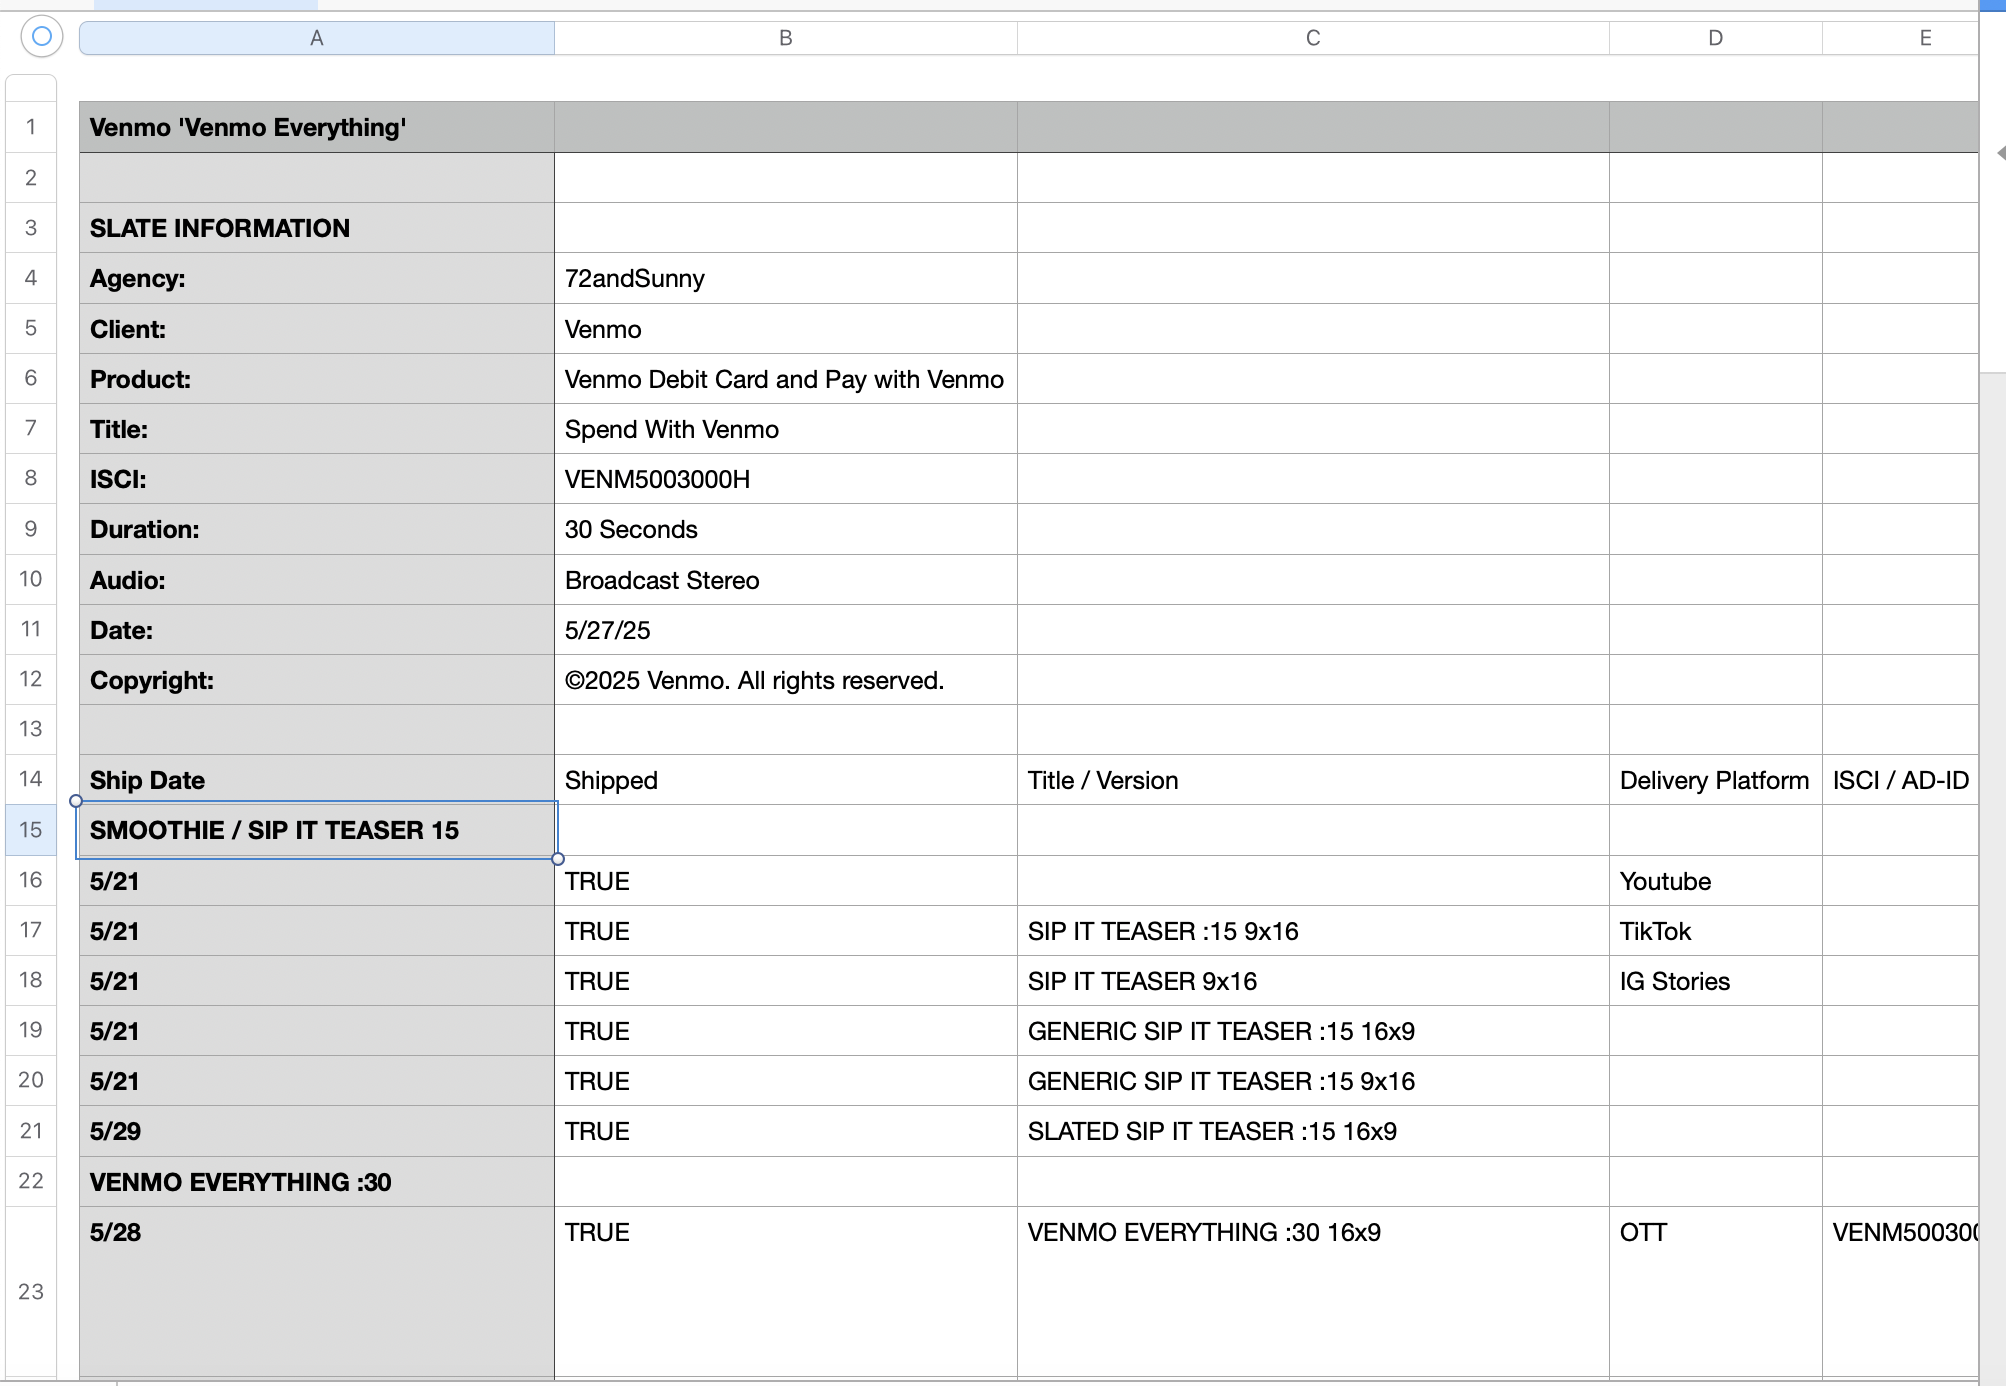 A B C D E
1 Venmo 'Venmo Everything'
2
3 SLATE INFORMATION
4 Agency: 72andSunny
5 Client: Venmo
6 Product: Venmo Debit Card and Pay with Venmo
7 Title: Spend With Venmo
8 ISCI: VENM5003000H
9 Duration: 30 Seconds
10 Audio: Broadcast Stereo
11 Date: 5/27/25
12 Copyright: ©2025 Venmo. All rights reserved.
13
14 Ship Date Shipped Title / Version Delivery Platform ISCI / AD-ID
15 SMOOTHIE / SIP IT TEASER 15
16 5/21 TRUE Youtube
17 5/21 TRUE SIP IT TEASER :15 9x16 TikTok
18 5/21 TRUE SIP IT TEASER 9x16 IG Stories
19 5/21 TRUE GENERIC SIP IT TEASER :15 16x9
20 5/21 TRUE GENERIC SIP IT TEASER :15 9x16
21 5/29 TRUE SLATED SIP IT TEASER :15 16x9
22 VENMO EVERYTHING :30
23 5/28 TRUE VENMO EVERYTHING :30 16x9 OTT